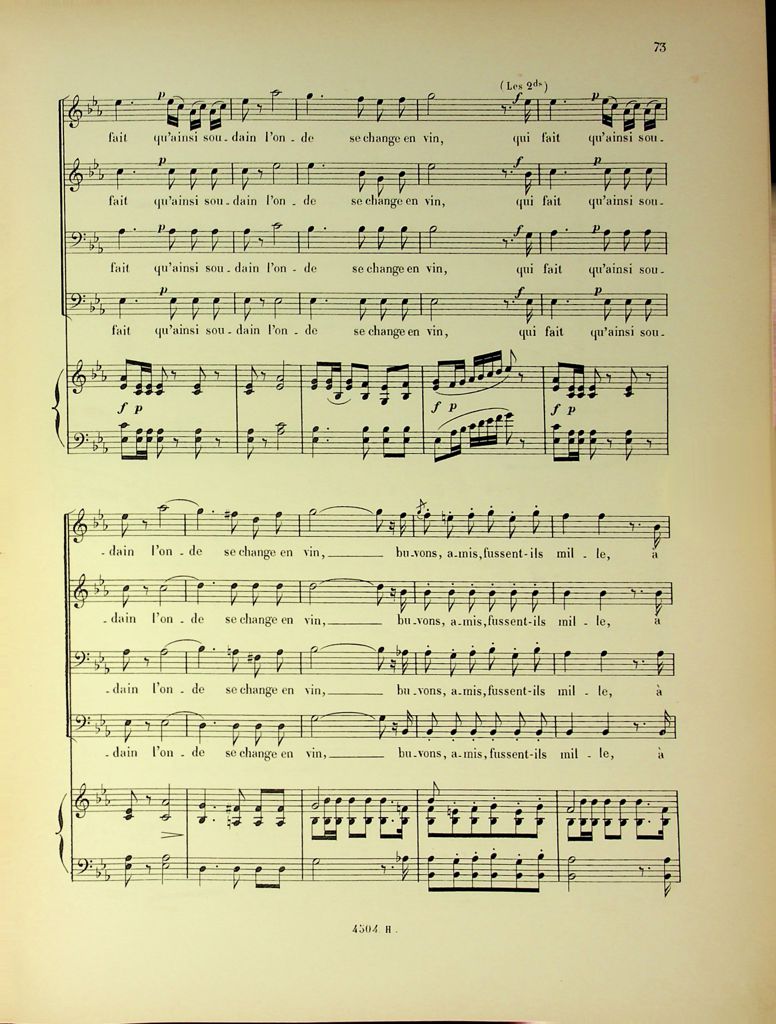 73
(Les 2ds)
p p f p
fait qu'ainsi sou-dain l'on-de se change en vin, qui fait qu'ainsi sou-
p f p
fait qu'ainsi sou-dain l'on-de se change en vin, qui fait qu'ainsi sou-
p f p
fait qu'ainsi sou-dain l'on-de se change en vin, qui fait qu'ainsi sou-
p f p
fait qu'ainsi sou-dain l'on-de se change en vin, qui fait qu'ainsi sou-
f p f p f p
-dain l'on-de se change en vin, bu-vons, a-mis, fussent-ils mil-le, à
-dain l'on-de se change en vin, bu-vons, a-mis, fussent-ils mil-le, à
-dain l'on-de se change en vin, bu-vons, a-mis, fussent-ils mil-le, à
-dain l'on-de se change en vin, bu-vons, a-mis, fussent-ils mil-le, à
4504. H.